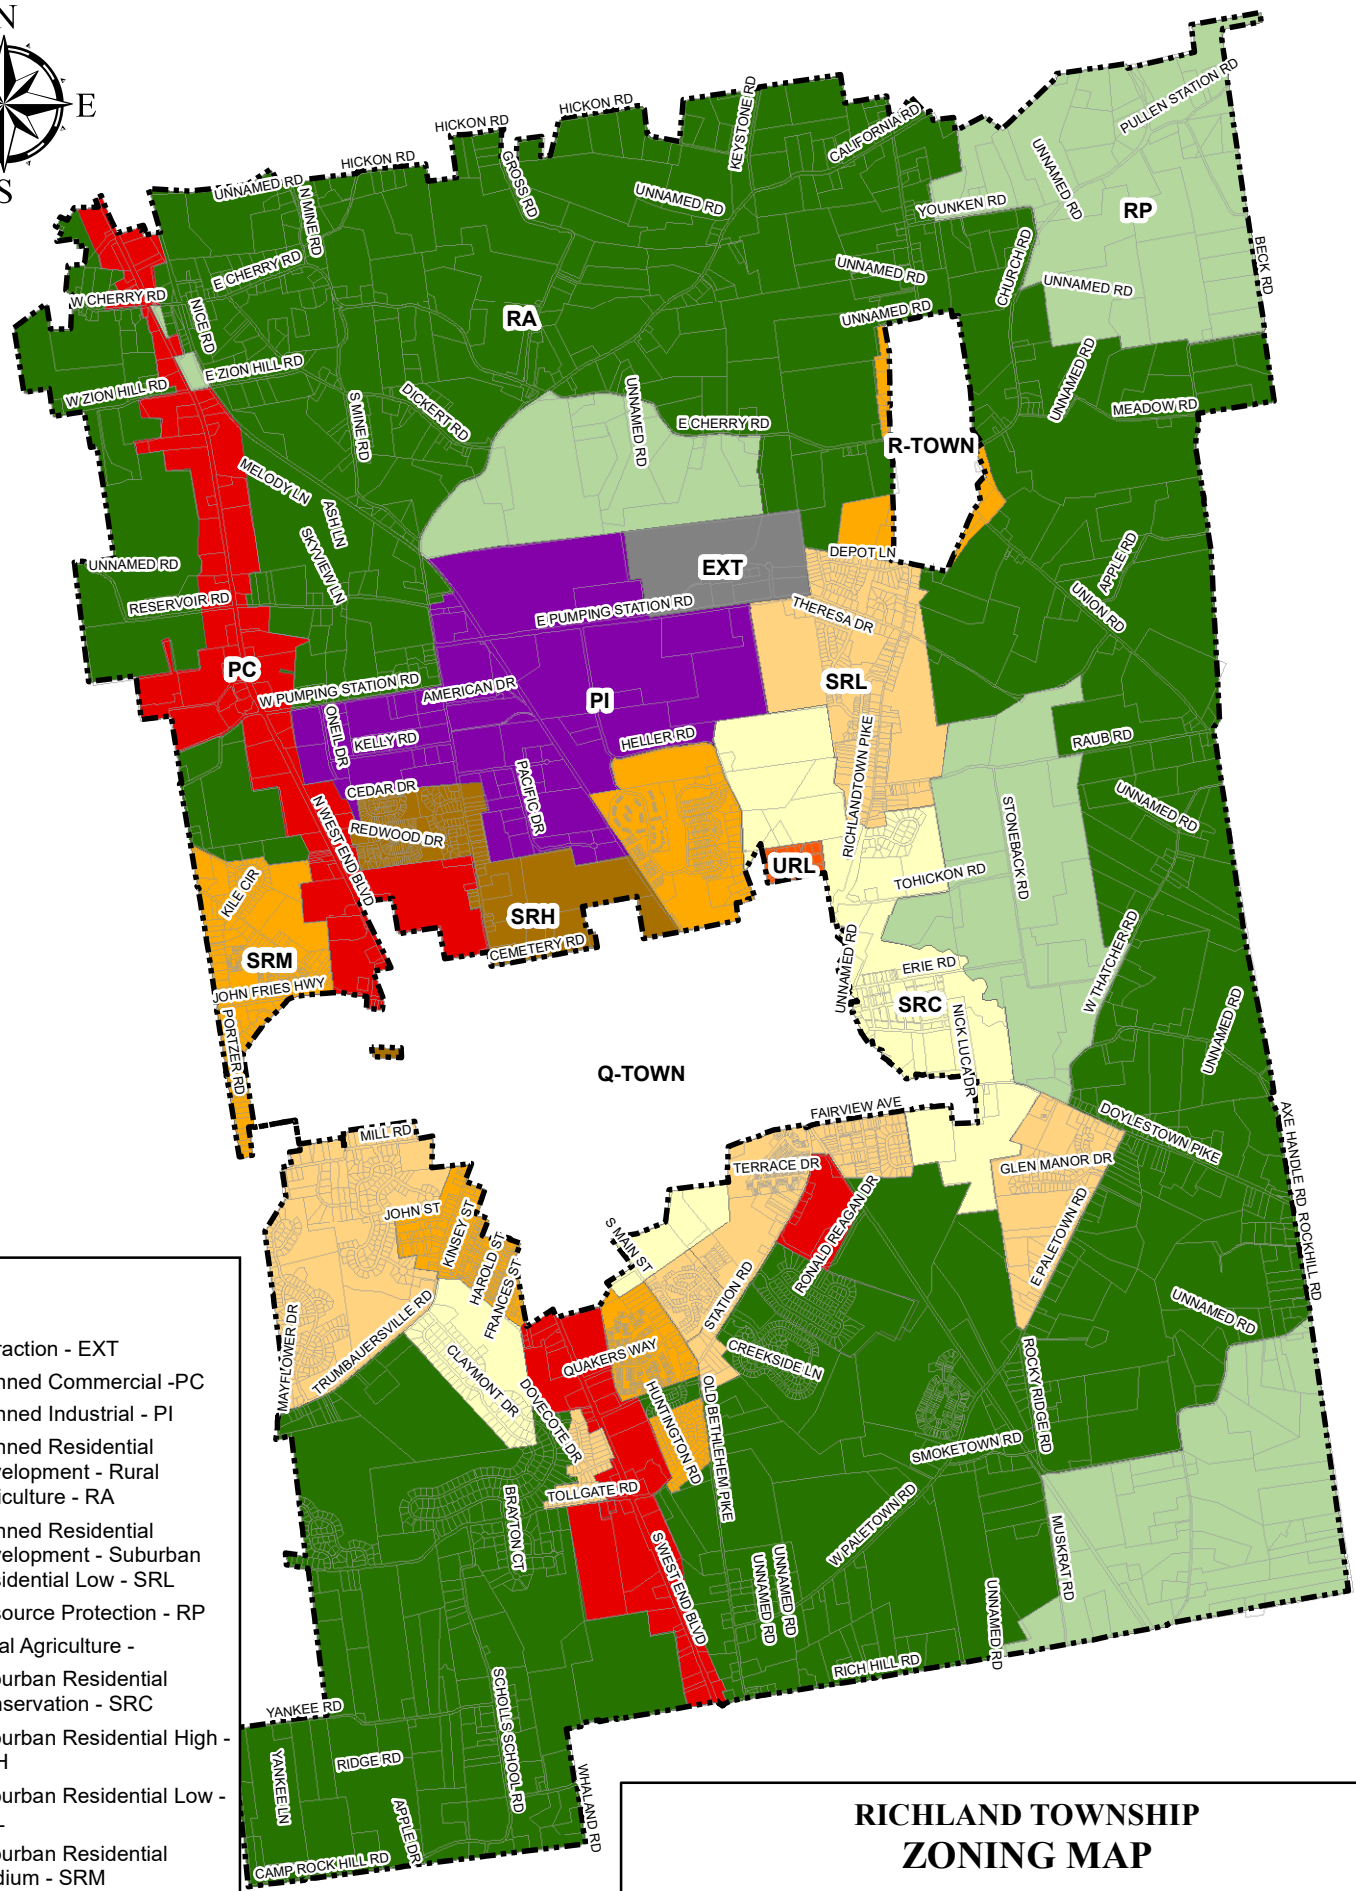 N
E
S
HICKON RD
HICKON RD
HICKON RD
KEYSTONE RD
CALIFORNIA RD
PULLEN STATION RD
UNNAMED RD
UNNAMED RD
N MINE RD
GROSS RD
UNNAMED RD
YOUNKEN RD
RP
BECK RD
E CHERRY RD
W CHERRY RD
NICE RD
RA
UNNAMED RD
CHURCH RD
UNNAMED RD
UNNAMED RD
E ZION HILL RD
W ZION HILL RD
S MINE RD
DICKERT RD
UNNAMED RD
E CHERRY RD
R-TOWN
UNNAMED RD
MEADOW RD
MELODY LN
ASH LN
SKYVIEW LN
UNNAMED RD
RESERVOIR RD
EXT
DEPOT LN
APPLE RD
UNION RD
E PUMPING STATION RD
THERESA DR
PC
W PUMPING STATION RD
AMERICAN DR
PI
SRL
ONEIL DR
KELLY RD
HELLER RD
RICHLANDTOWN PIKE
RAUB RD
CEDAR DR
PACIFIC DR
N WEST END BLVD
REDWOOD DR
STONEBACK RD
UNNAMED RD
URL
TOHICKON RD
KILE CIR
SRH
CEMETERY RD
SRM
JOHN FRIES HWY
UNNAMED RD
ERIE RD
SRC
NICK LUCA DR
W THATCHER RD
UNNAMED RD
PORTZER RD
Q-TOWN
MILL RD
FAIRVIEW AVE
DOYLESTOWN PIKE
AXE HANDLE RD
ROCKHILL RD
TERRACE DR
GLEN MANOR DR
JOHN ST
KINSEY ST
HAROLD ST
FRANCES ST
S MAIN ST
STATION RD
RONALD REAGAN DR
E PALETOWN RD
UNNAMED RD
MAYFLOWER DR
TRUMBAUERSVILLE RD
CLAYMONT DR
QUAKERS WAY
CREEKSIDE LN
ROCKY RIDGE RD
DOVECOTE DR
HUNTINGTON RD
OLD BETHLEHEM PIKE
SMOKETOWN RD
TOLLGATE RD
BRAYTON CT
W PALETOWN RD
MUSKRAT RD
S WEST END BLVD
UNNAMED RD
UNNAMED RD
UNNAMED RD
RICH HILL RD
SCHOLLS SCHOOL RD
YANKEE RD
YANKEE LN
RIDGE RD
APPLE DR
WHALAND RD
CAMP ROCK HILL RD
raction - EXT
nned Commercial -PC
nned Industrial - PI
nned Residential
velopment - Rural
iculture - RA
nned Residential
velopment - Suburban
sidential Low - SRL
source Protection - RP
al Agriculture -
urban Residential
nservation - SRC
urban Residential High -
H
urban Residential Low -
urban Residential
dium - SRM
RICHLAND TOWNSHIP
ZONING MAP